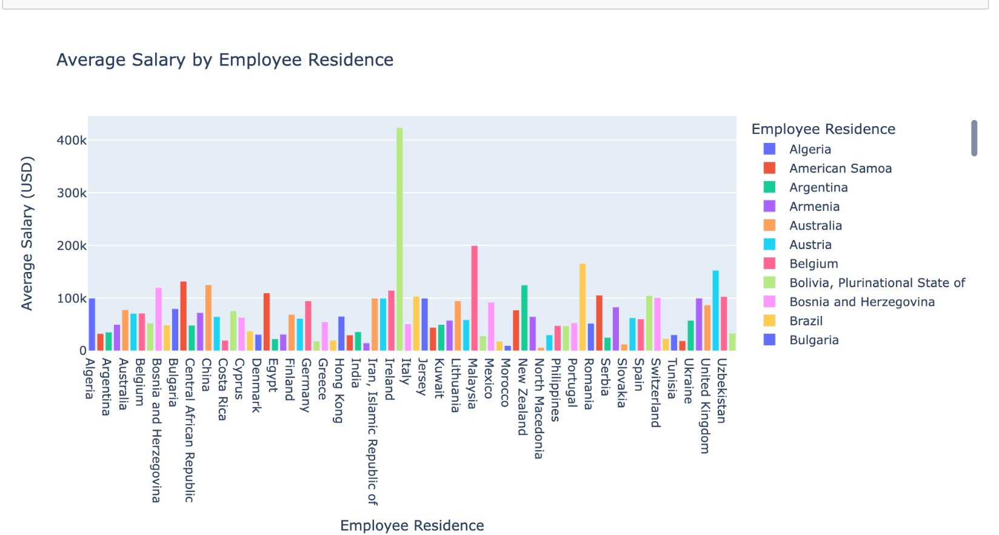 Average Salary by Employee Residence
Average Salary (USD)
400k
300k
200k
100k
0
Algeria
Argentina
Australia
Belgium
Bosnia and Herzegovina
Bulgaria
Central African Republic
China
Costa Rica
Cyprus
Denmark
Egypt
Finland
Germany
Greece
Hong Kong
India
Iran, Islamic Republic of
Ireland
Italy
Jersey
Kuwait
Lithuania
Malaysia
Mexico
Morocco
New Zealand
North Macedonia
Philippines
Portugal
Romania
Serbia
Slovakia
Spain
Switzerland
Tunisia
Ukraine
United Kingdom
Uzbekistan
Employee Residence
Employee Residence
Algeria
American Samoa
Argentina
Armenia
Australia
Austria
Belgium
Bolivia, Plurinational State of
Bosnia and Herzegovina
Brazil
Bulgaria